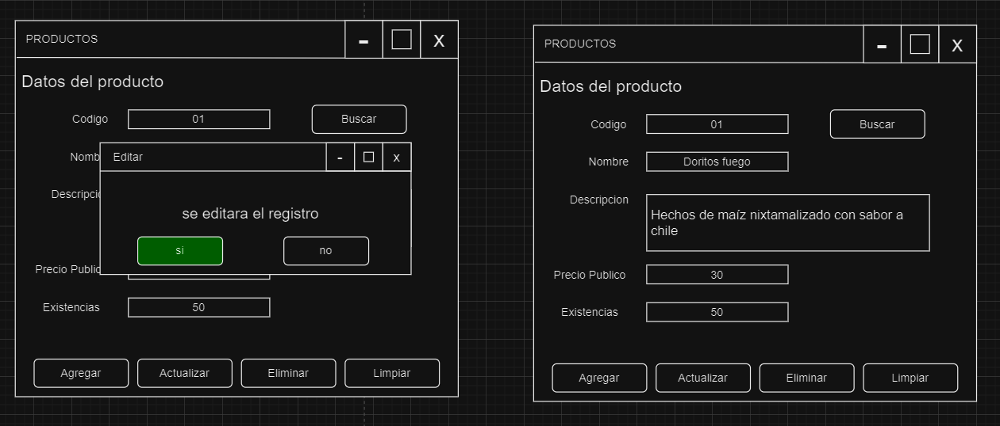 PRODUCTOS
-
X
Datos del producto
Codigo
01
Buscar
Nomb
Editar
-
x
Descripcio
se editara el registro
si
no
Precio Public
Existencias
50
Agregar
Actualizar
Eliminar
Limpiar
PRODUCTOS
-
X
Datos del producto
Codigo
01
Buscar
Nombre
Doritos fuego
Descripcion
Hechos de maíz nixtamalizado con sabor a
chile
Precio Publico
30
Existencias
50
Agregar
Actualizar
Eliminar
Limpiar